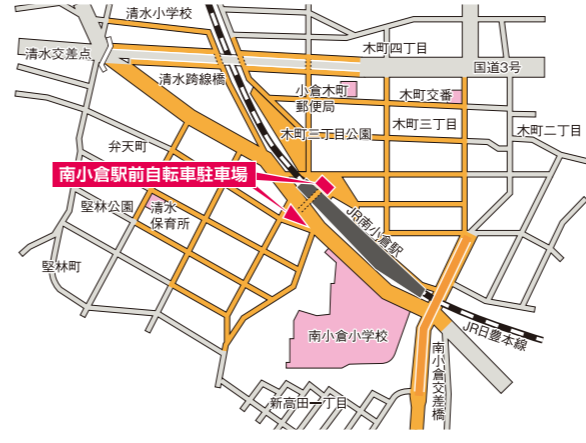 清水小学校
清水交差点
木町四丁目
国道3号
清水跨線橋
小倉木町
郵便局
木町交番
木町三丁目公園
木町三丁目
木町二丁目
弁天町
南小倉駅前自転車駐車場
堅林公園
清水
保育所
JR南小倉駅
堅林町
南小倉小学校
JR日豊本線
南小倉交差橋
新高田一丁目